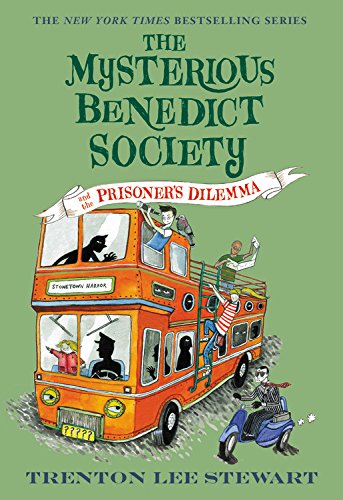 THE NEW YORK TIMES BESTSELLING SERIES
THE
MYSTERIOUS
BENEDICT
SOCIETY
and the PRISONER'S DILEMMA
STONETOWN HARBOR
?????
TRENTON LEE STEWART